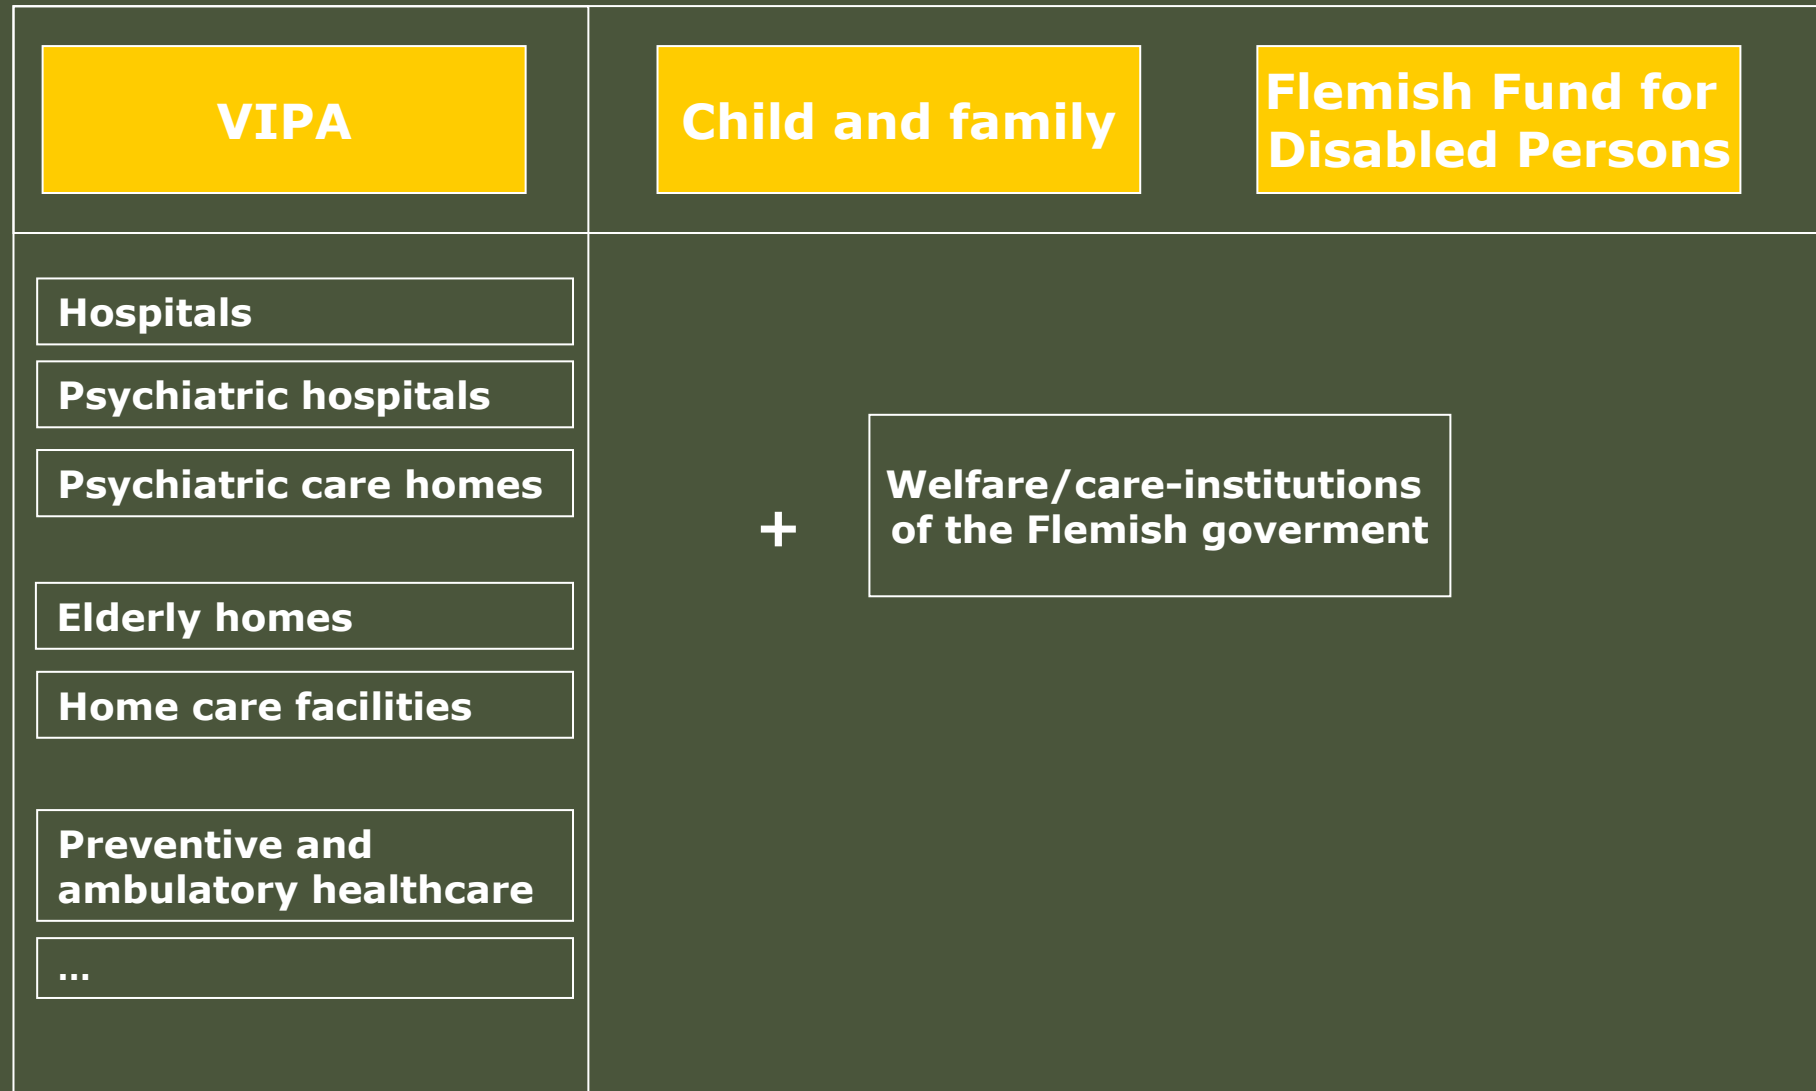 VIPA
Child and family
Flemish Fund for
Disabled Persons
Hospitals
Psychiatric hospitals
Psychiatric care homes
Elderly homes
Home care facilities
Preventive and
ambulatory healthcare
...
+
Welfare/care-institutions
of the Flemish goverment